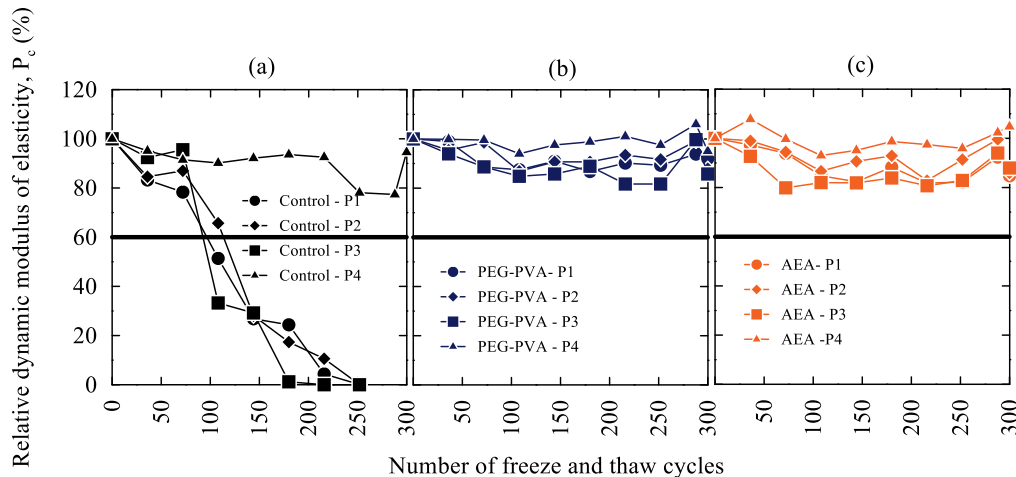 Relative dynamic modulus of elasticity, P_c (%)
(a)
(b)
(c)
120
100
80
60
40
20
0
Control - P1
Control - P2
Control - P3
Control - P4
PEG-PVA- P1
PEG-PVA - P2
PEG-PVA - P3
PEG-PVA - P4
AEA- P1
AEA - P2
AEA - P3
AEA -P4
0 50 100 150 200 250 300
50 100 150 200 250 300
50 100 150 200 250 300
Number of freeze and thaw cycles